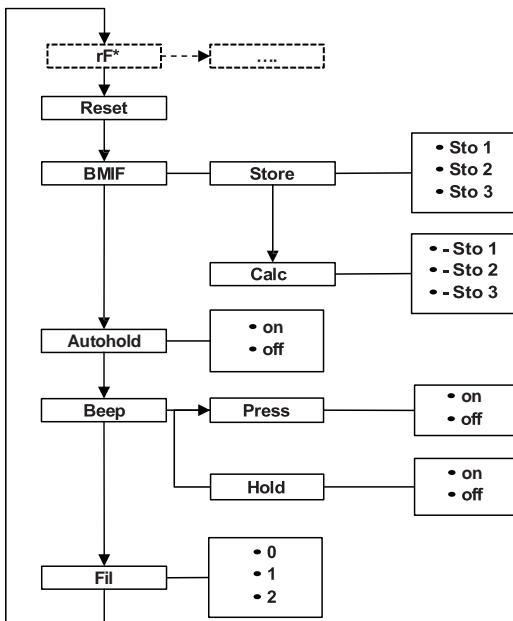 rF*
....
Reset
BMIF
Store
• Sto 1
• Sto 2
• Sto 3
Calc
• - Sto 1
• - Sto 2
• - Sto 3
Autohold
• on
• off
Beep
Press
• on
• off
Hold
• on
• off
Fil
• 0
• 1
• 2